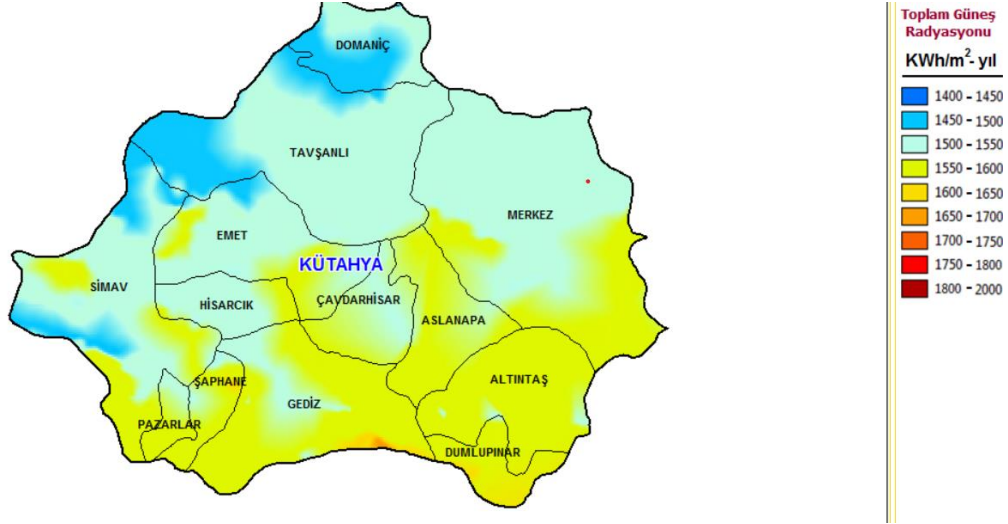 DOMANİÇ
TAVŞANLI
MERKEZ
EMET
KÜTAHYA
SİMAV
HİSARCIK
ÇAVDARHİSAR
ASLANAPA
ŞAPHANE
ALTINTAŞ
GEDİZ
PAZARLAR
DUMLUPINAR
Toplam Güneş
Radyasyonu
KWh/m²- yıl
1400 - 1450
1450 - 1500
1500 - 1550
1550 - 1600
1600 - 1650
1650 - 1700
1700 - 1750
1750 - 1800
1800 - 2000